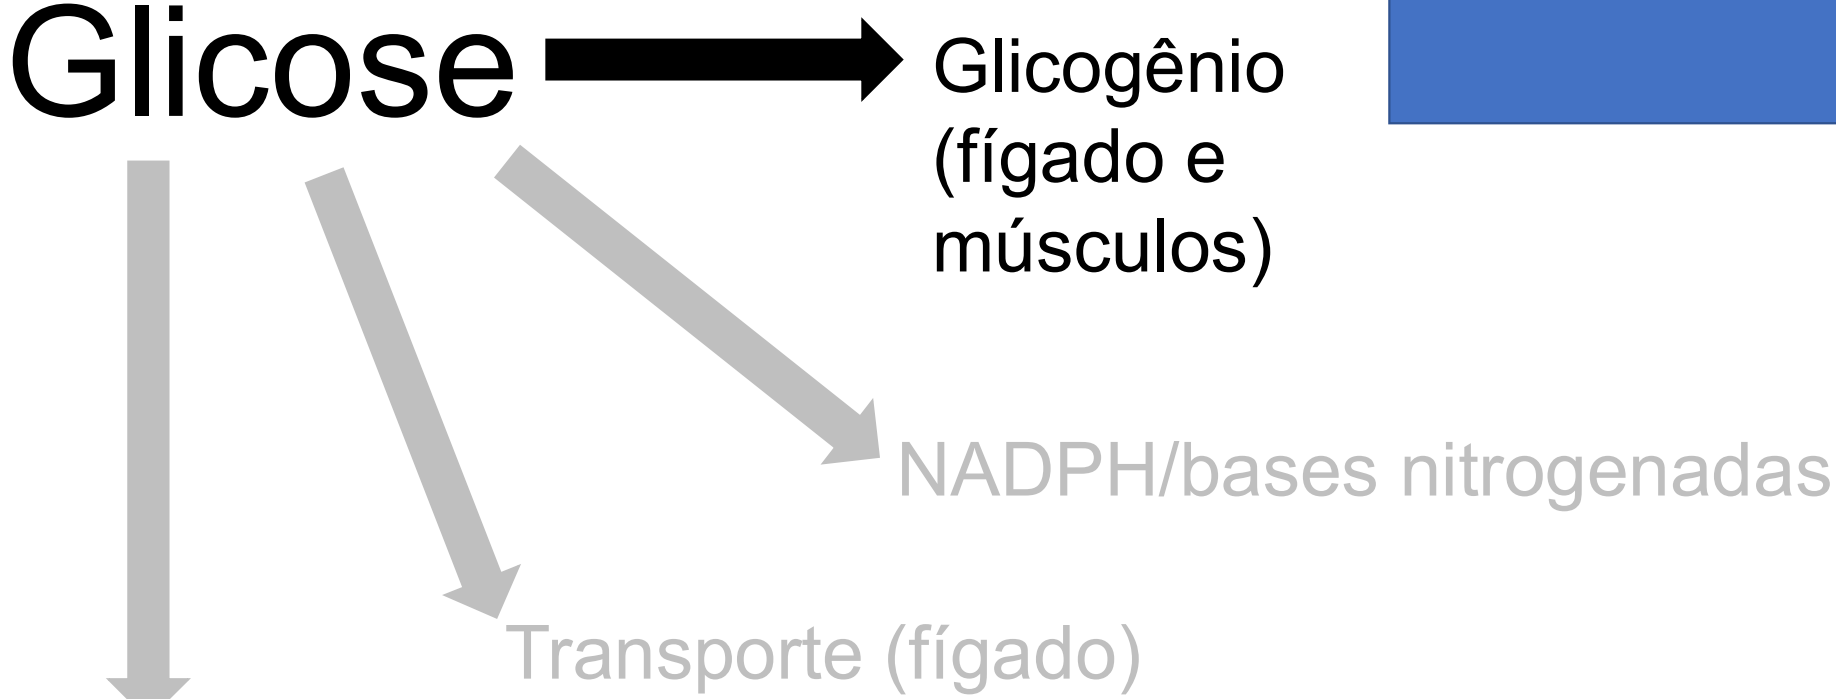 Glicose
Glicogênio
(fígado e
músculos)
NADPH/bases nitrogenadas
Transporte (fígado)